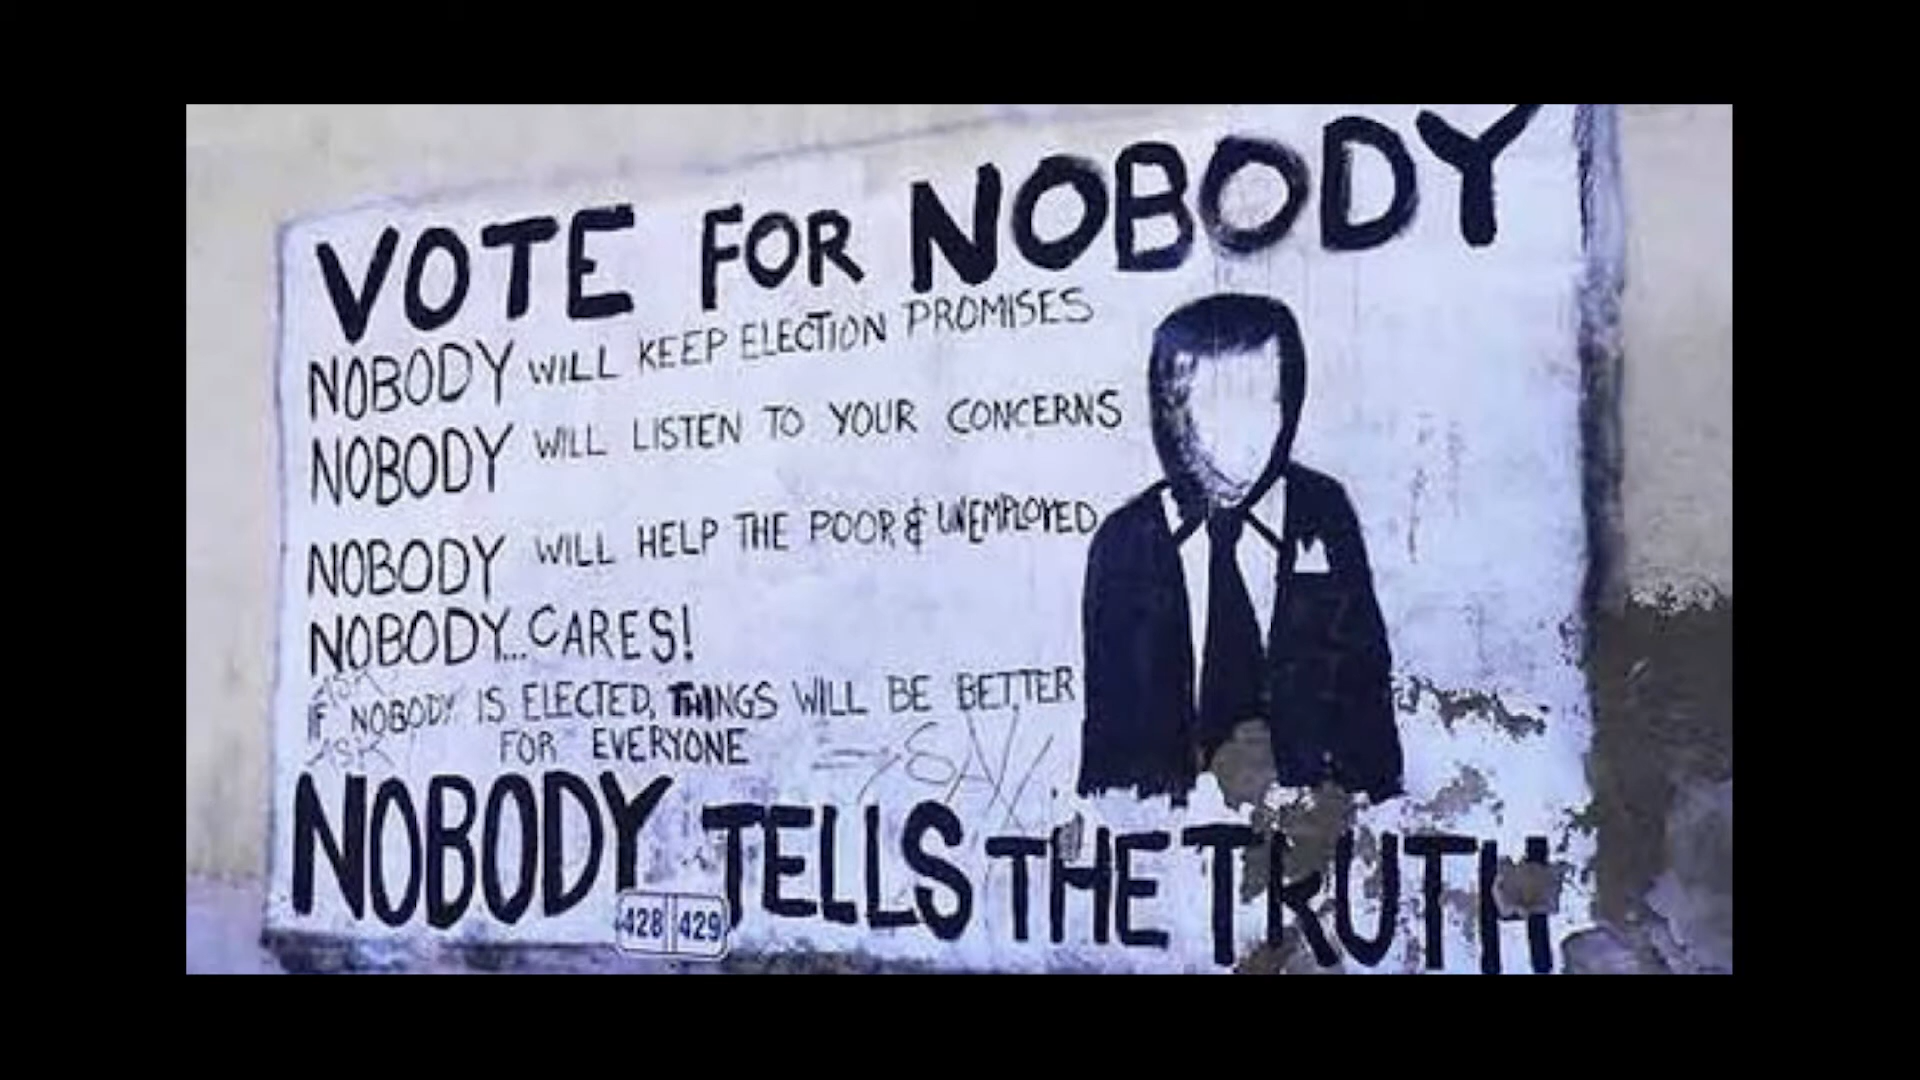 VOTE FOR NOBODY
NOBODY WILL KEEP ELECTION PROMISES
NOBODY WILL LISTEN TO YOUR CONCERNS
NOBODY WILL HELP THE POOR & UNEMPLOYED
NOBODY...CARES!
IF NOBODY IS ELECTED, THINGS WILL BE BETTER
FOR EVERYONE
NOBODY TELLS THE TRUTH
428 429